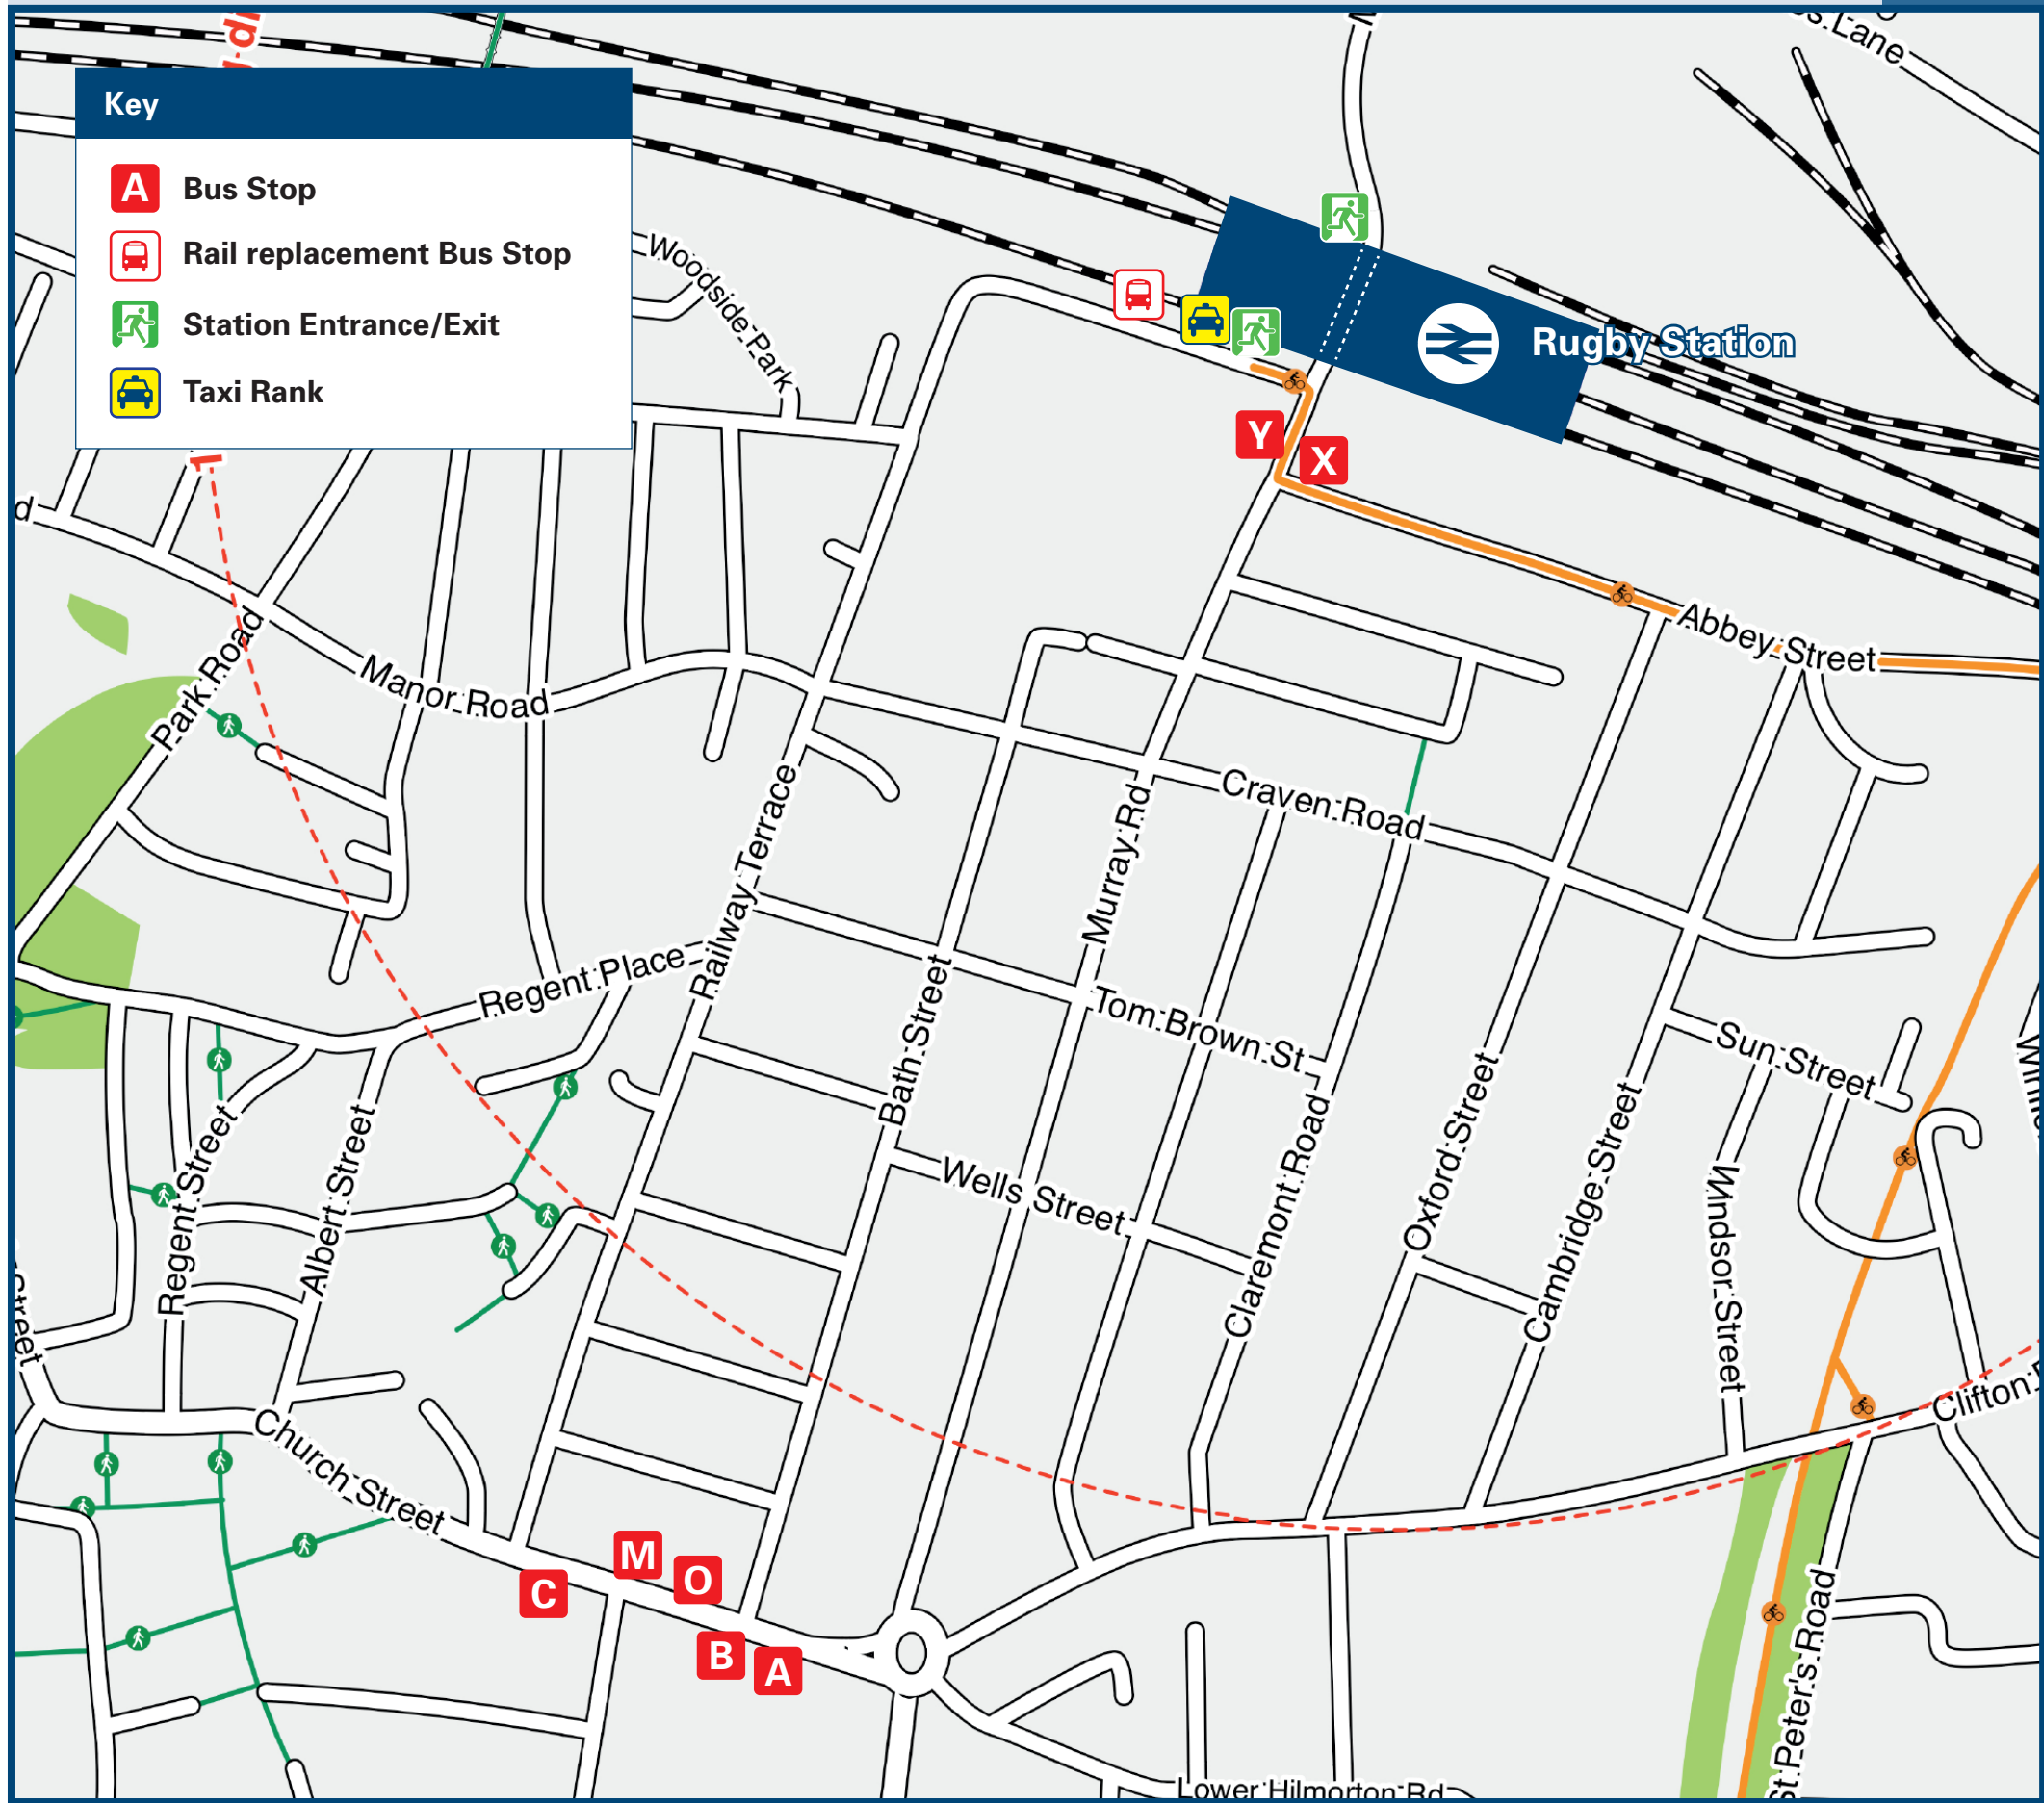 Key
A Bus Stop
Rail replacement Bus Stop
Station Entrance/Exit
Taxi Rank
Woodside Park
Rugby Station
Y
X
Abbey Street
Park Road
Manor Road
Railway Terrace
Murray Rd
Craven Road
Regent Place
Bath Street
Tom Brown St
Sun Street
Regent Street
Albert Street
Wells Street
Claremont Road
Oxford Street
Cambridge Street
Windsor Street
Street
Church Street
Clifton
M
O
C
B
A
St Peter's Road
Lower Hilmorton Rd
Lane